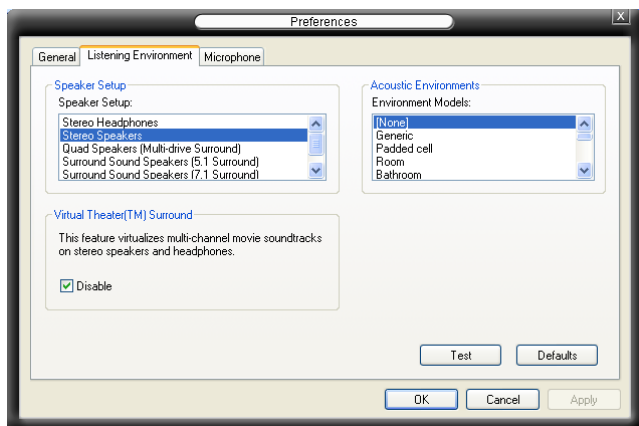 Preferences
X
General
Listening Environment
Microphone
Speaker Setup
Speaker Setup:
Stereo Headphones
Stereo Speakers
Quad Speakers (Multi-drive Surround)
Surround Sound Speakers (5.1 Surround)
Surround Sound Speakers (7.1 Surround)
Acoustic Environments
Environment Models:
[None]
Generic
Padded cell
Room
Bathroom
Virtual Theater(TM) Surround
This feature virtualizes multi-channel movie soundtracks
on stereo speakers and headphones.
Disable
Test
Defaults
OK
Cancel
Apply